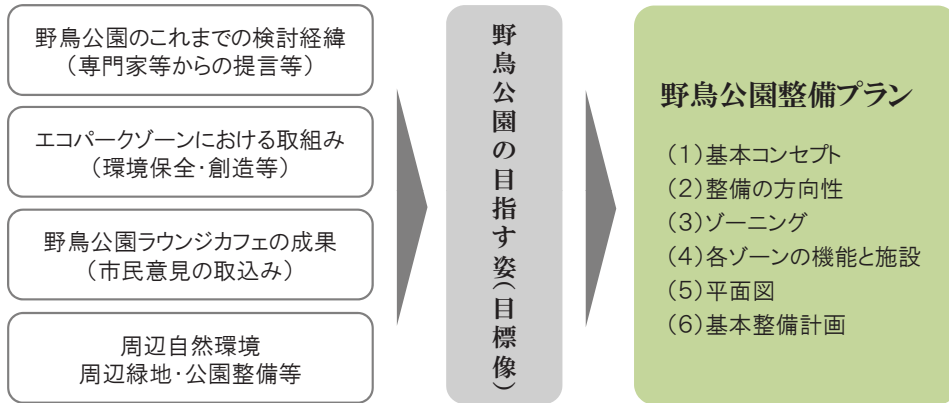 野鳥公園のこれまでの検討経緯
（専門家等からの提言等）
エコパークゾーンにおける取組み
（環境保全・創造等）
野鳥公園ラウンジカフェの成果
（市民意見の取込み）
周辺自然環境
周辺緑地・公園整備等
野鳥公園の目指す姿（目標像）
野鳥公園整備プラン
（1）基本コンセプト
（2）整備の方向性
（3）ゾーニング
（4）各ゾーンの機能と施設
（5）平面図
（6）基本整備計画